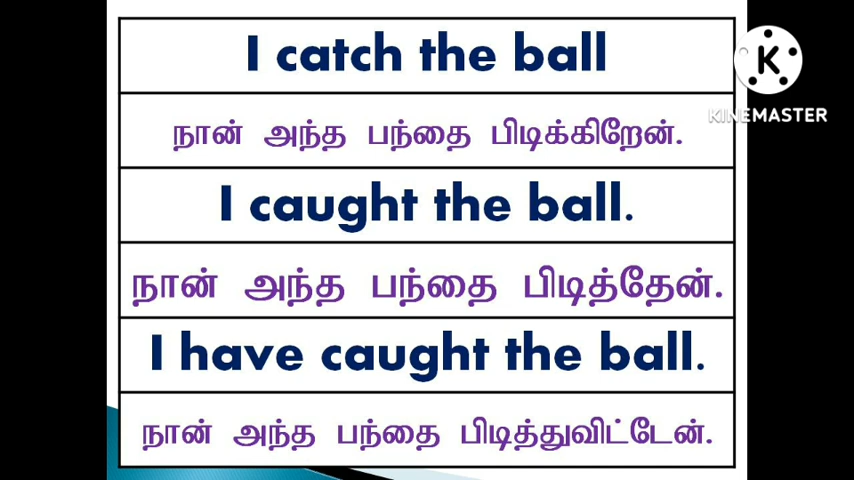 I catch the ball
நான் அந்த பந்தை பிடிக்கிறேன்.
I caught the ball.
நான் அந்த பந்தை பிடித்தேன்.
I have caught the ball.
நான் அந்த பந்தை பிடித்துவிட்டேன்.
K
KINEMASTER